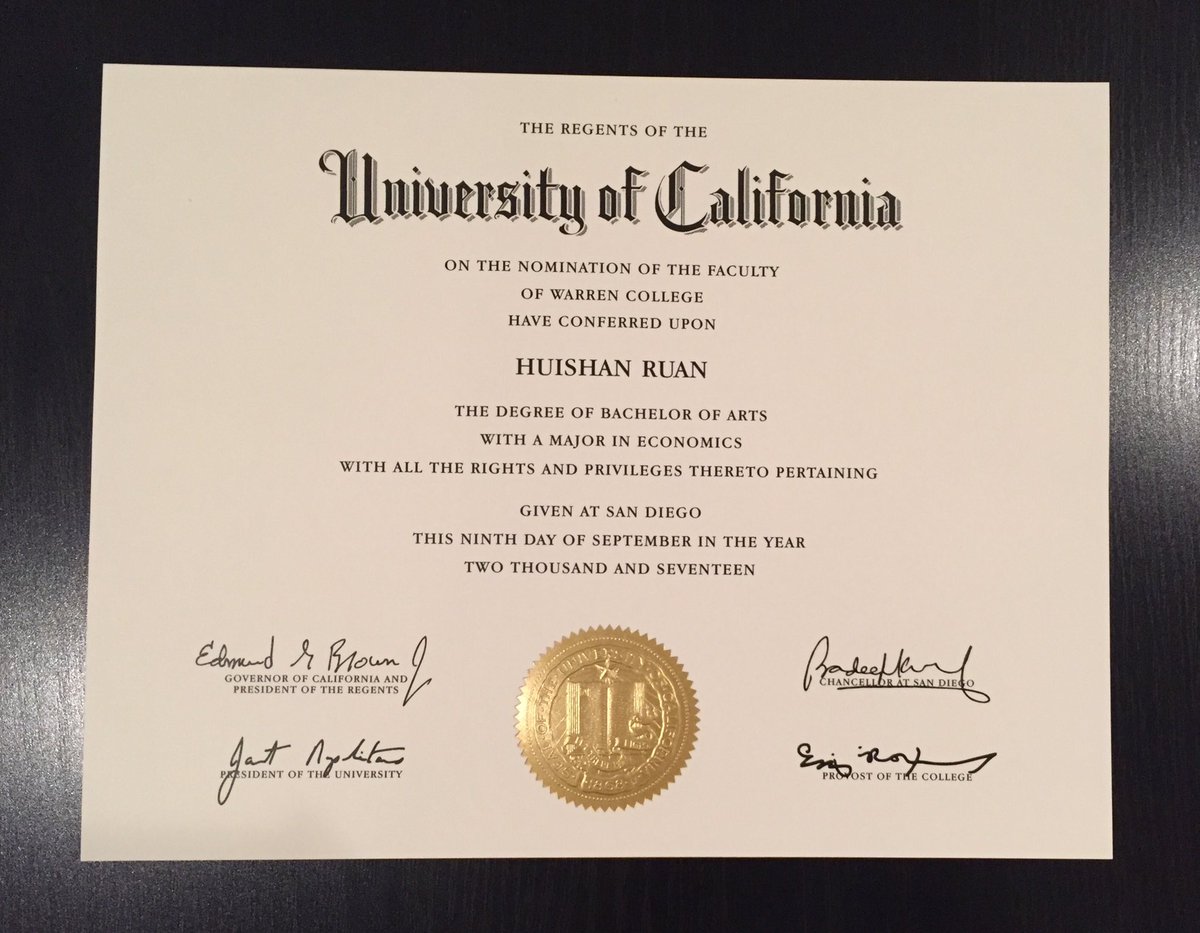 THE REGENTS OF THE
University of California
ON THE NOMINATION OF THE FACULTY
OF WARREN COLLEGE
HAVE CONFERRED UPON
HUISHAN RUAN
THE DEGREE OF BACHELOR OF ARTS
WITH A MAJOR IN ECONOMICS
WITH ALL THE RIGHTS AND PRIVILEGES THERETO PERTAINING
GIVEN AT SAN DIEGO
THIS NINTH DAY OF SEPTEMBER IN THE YEAR
TWO THOUSAND AND SEVENTEEN
Edmund G Brown Jr
GOVERNOR OF CALIFORNIA AND
PRESIDENT OF THE REGENTS
CHANCELLOR AT SAN DIEGO
PRESIDENT OF THE UNIVERSITY
PROVOST OF THE COLLEGE
1868